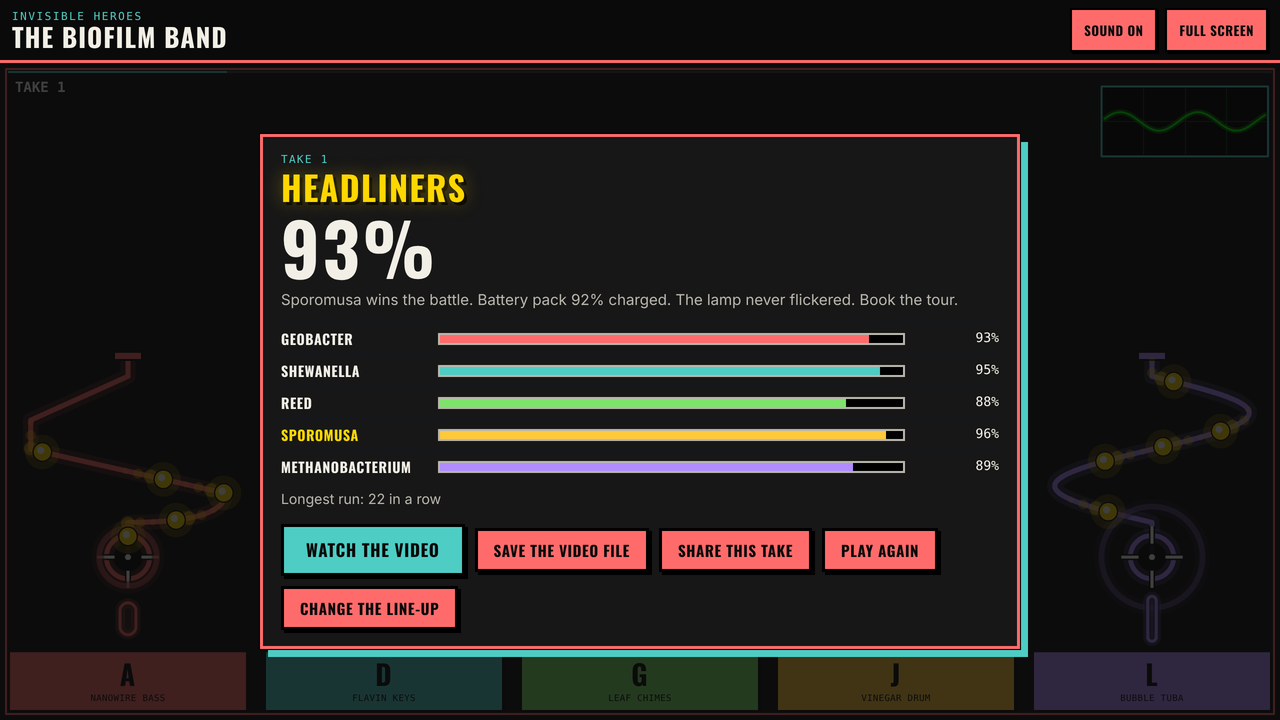 INVISIBLE HEROES
THE BIOFILM BAND
SOUND ON
FULL SCREEN
TAKE 1
TAKE 1
HEADLINERS
93%
Sporomusa wins the battle. Battery pack 92% charged. The lamp never flickered. Book the tour.
GEOBACTER 93%
SHEWANELLA 95%
REED 88%
SPOROMUSA 96%
METHANOBACTERIUM 89%
Longest run: 22 in a row
WATCH THE VIDEO
SAVE THE VIDEO FILE
SHARE THIS TAKE
PLAY AGAIN
CHANGE THE LINE-UP
A
NANOWIRE BASS
D
FLAVIN KEYS
G
LEAF CHIMES
J
VINEGAR DRUM
L
BUBBLE TUBA